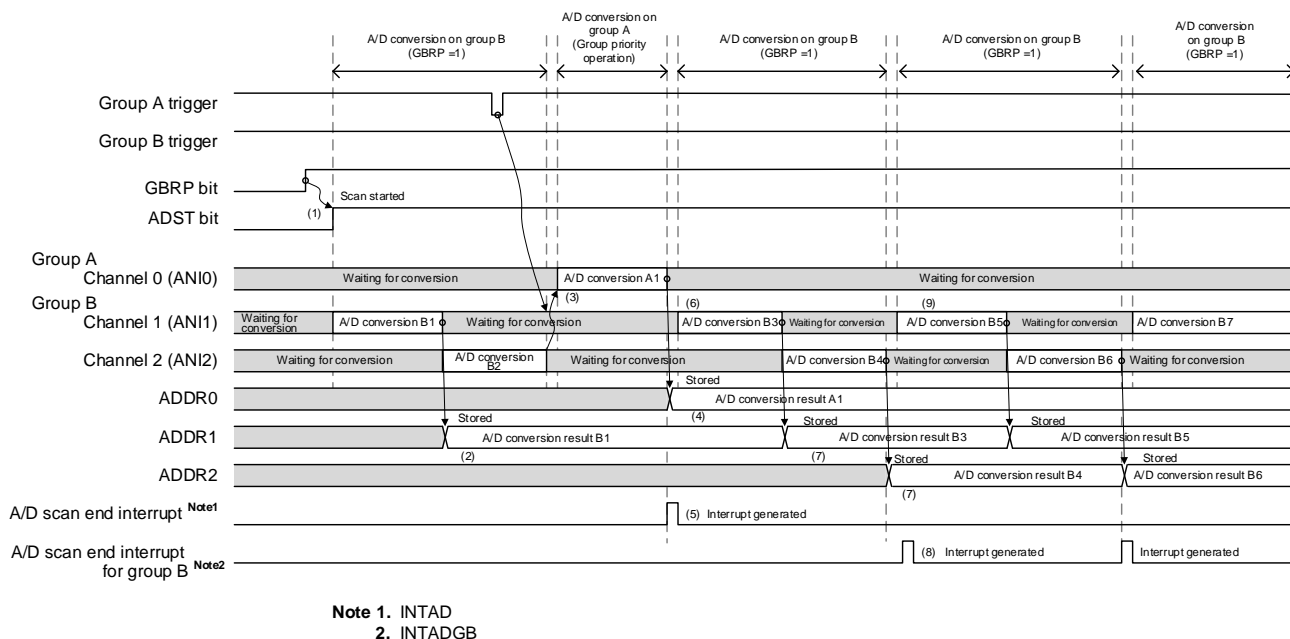 A/D conversion on group B
(GBRP =1)
A/D conversion on
group A
(Group priority
operation)
A/D conversion on group B
(GBRP =1)
A/D conversion on group B
(GBRP =1)
A/D conversion
on group B
(GBRP =1)
Group A trigger
Group B trigger
GBRP bit
Scan started
(1)
ADST bit
Group A
Channel 0 (ANI0)
Waiting for conversion
A/D conversion A1
Waiting for conversion
(3)
(6)
(9)
Group B
Channel 1 (ANI1)
Waiting for
conversion
A/D conversion B1
Waiting for conversion
A/D conversion B3
Waiting for conversion
A/D conversion B5
Waiting for conversion
A/D conversion B7
Channel 2 (ANI2)
Waiting for conversion
A/D conversion
B2
Waiting for conversion
A/D conversion B4
Waiting for conversion
A/D conversion B6
Waiting for conversion
Stored
ADDR0
A/D conversion result A1
(4)
Stored
Stored
Stored
ADDR1
A/D conversion result B1
A/D conversion result B3
A/D conversion result B5
(2)
(7)
Stored
Stored
ADDR2
A/D conversion result B4
A/D conversion result B6
(7)
A/D scan end interrupt Note1
(5) Interrupt generated
A/D scan end interrupt
for group B Note2
(8) Interrupt generated
Interrupt generated
Note 1. INTAD
2. INTADGB